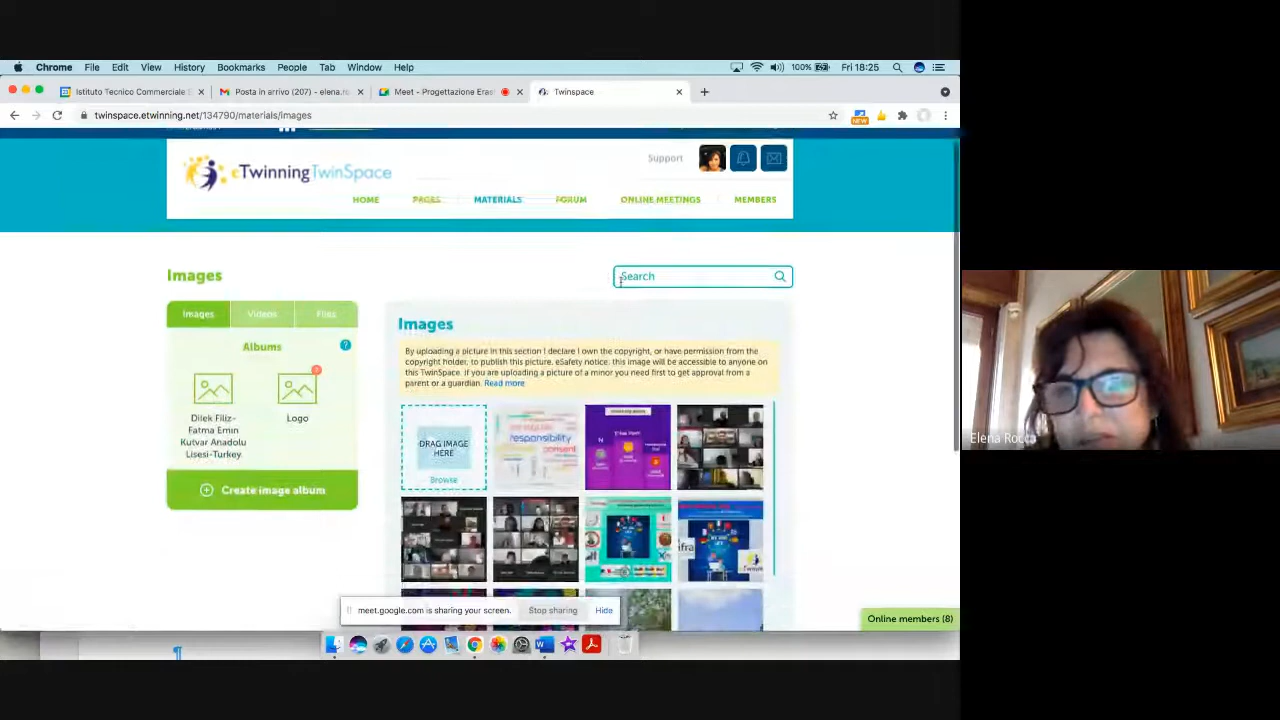 Chrome File Edit View History Bookmarks People Tab Window Help
100% Fri 18:25
Istituto Tecnico Commerciale
Posta in arrivo (207) - elena.ro
Meet - Progettazione Eras
Twinspace
twinspace.etwinning.net/134790/materials/images
NEW
eTwinningTwinSpace
Support
HOME PAGES MATERIALS FORUM ONLINE MEETINGS MEMBERS
Images
Search
Images Videos Files
Albums
?
Dilek Filiz-
Fatma Emin
Kutvar Anadolu
Lisesi-Turkey.
Logo
Create image album
Images
By uploading a picture in this section I declare I own the copyright, or have permission from the
copyright holder, to publish this picture. eSafety notice: this image will be accessible to anyone on
this TwinSpace. If you are uploading a picture of a minor you need first to get approval from a
parent or a guardian. Read more
DRAG IMAGE
HERE
Browse
responsibility
consent
meet.google.com is sharing your screen.
Stop sharing
Hide
Online members (8)
Elena Rocca